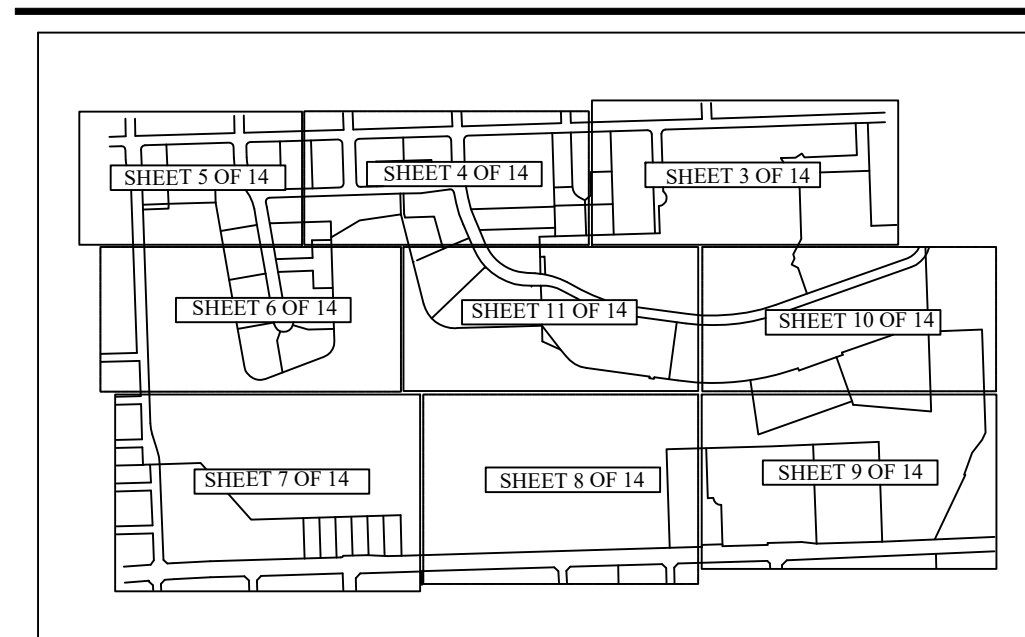 SHEET 5 OF 14
SHEET 4 OF 14
SHEET 3 OF 14
SHEET 6 OF 14
SHEET 11 OF 14
SHEET 10 OF 14
SHEET 7 OF 14
SHEET 8 OF 14
SHEET 9 OF 14